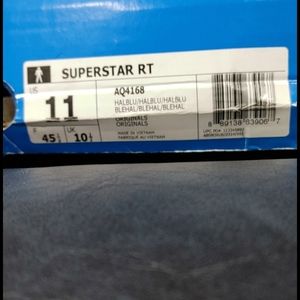 SUPERSTAR RT
US
11
AQ4168
HALBLU/HALBLU/HALBLU
BLEHAL/BLEHAL/BLEHAL
ORIGINALS
ORIGINALS
F
45⅓
UK
10½
MADE IN VIETNAM
FABRIQUÉ AU VIETNAM